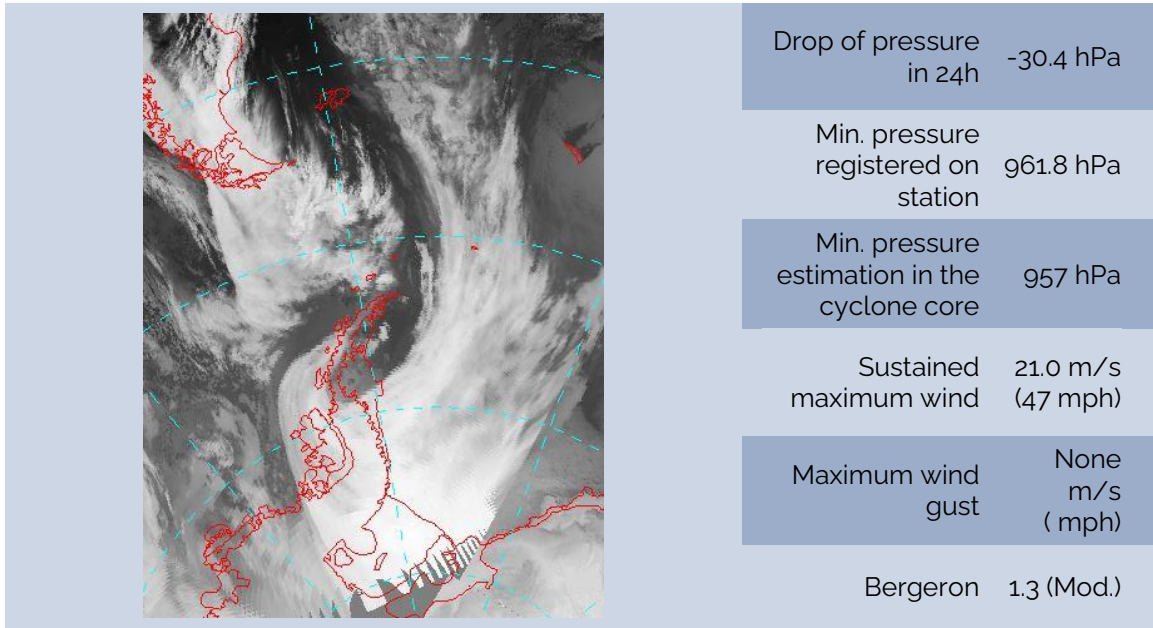 Drop of pressure
in 24h
-30.4 hPa
Min. pressure
registered on
station
961.8 hPa
Min. pressure
estimation in the
cyclone core
957 hPa
Sustained
maximum wind
21.0 m/s
(47 mph)
Maximum wind
gust
None
m/s
( mph)
Bergeron
1.3 (Mod.)